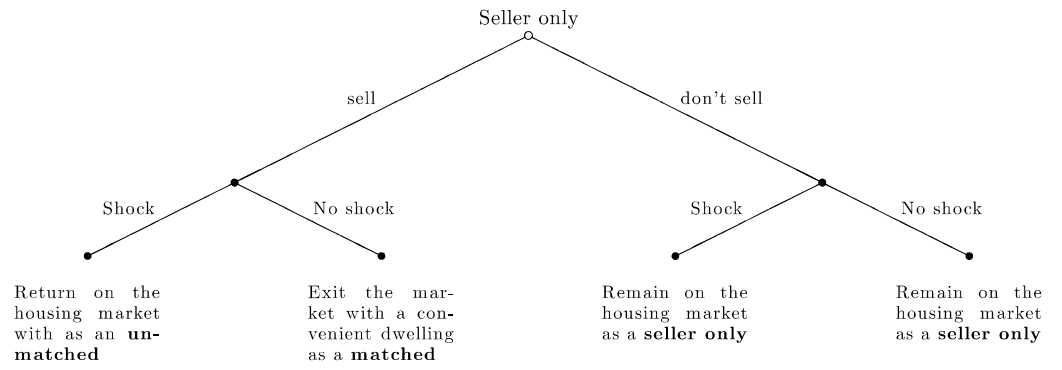 Seller only
sell
don't sell
Shock
No shock
Shock
No shock
Return on the
housing market
with as an un-
matched
Exit the mar-
ket with a con-
venient dwelling
as a matched
Remain on the
housing market
as a seller only
Remain on the
housing market
as a seller only